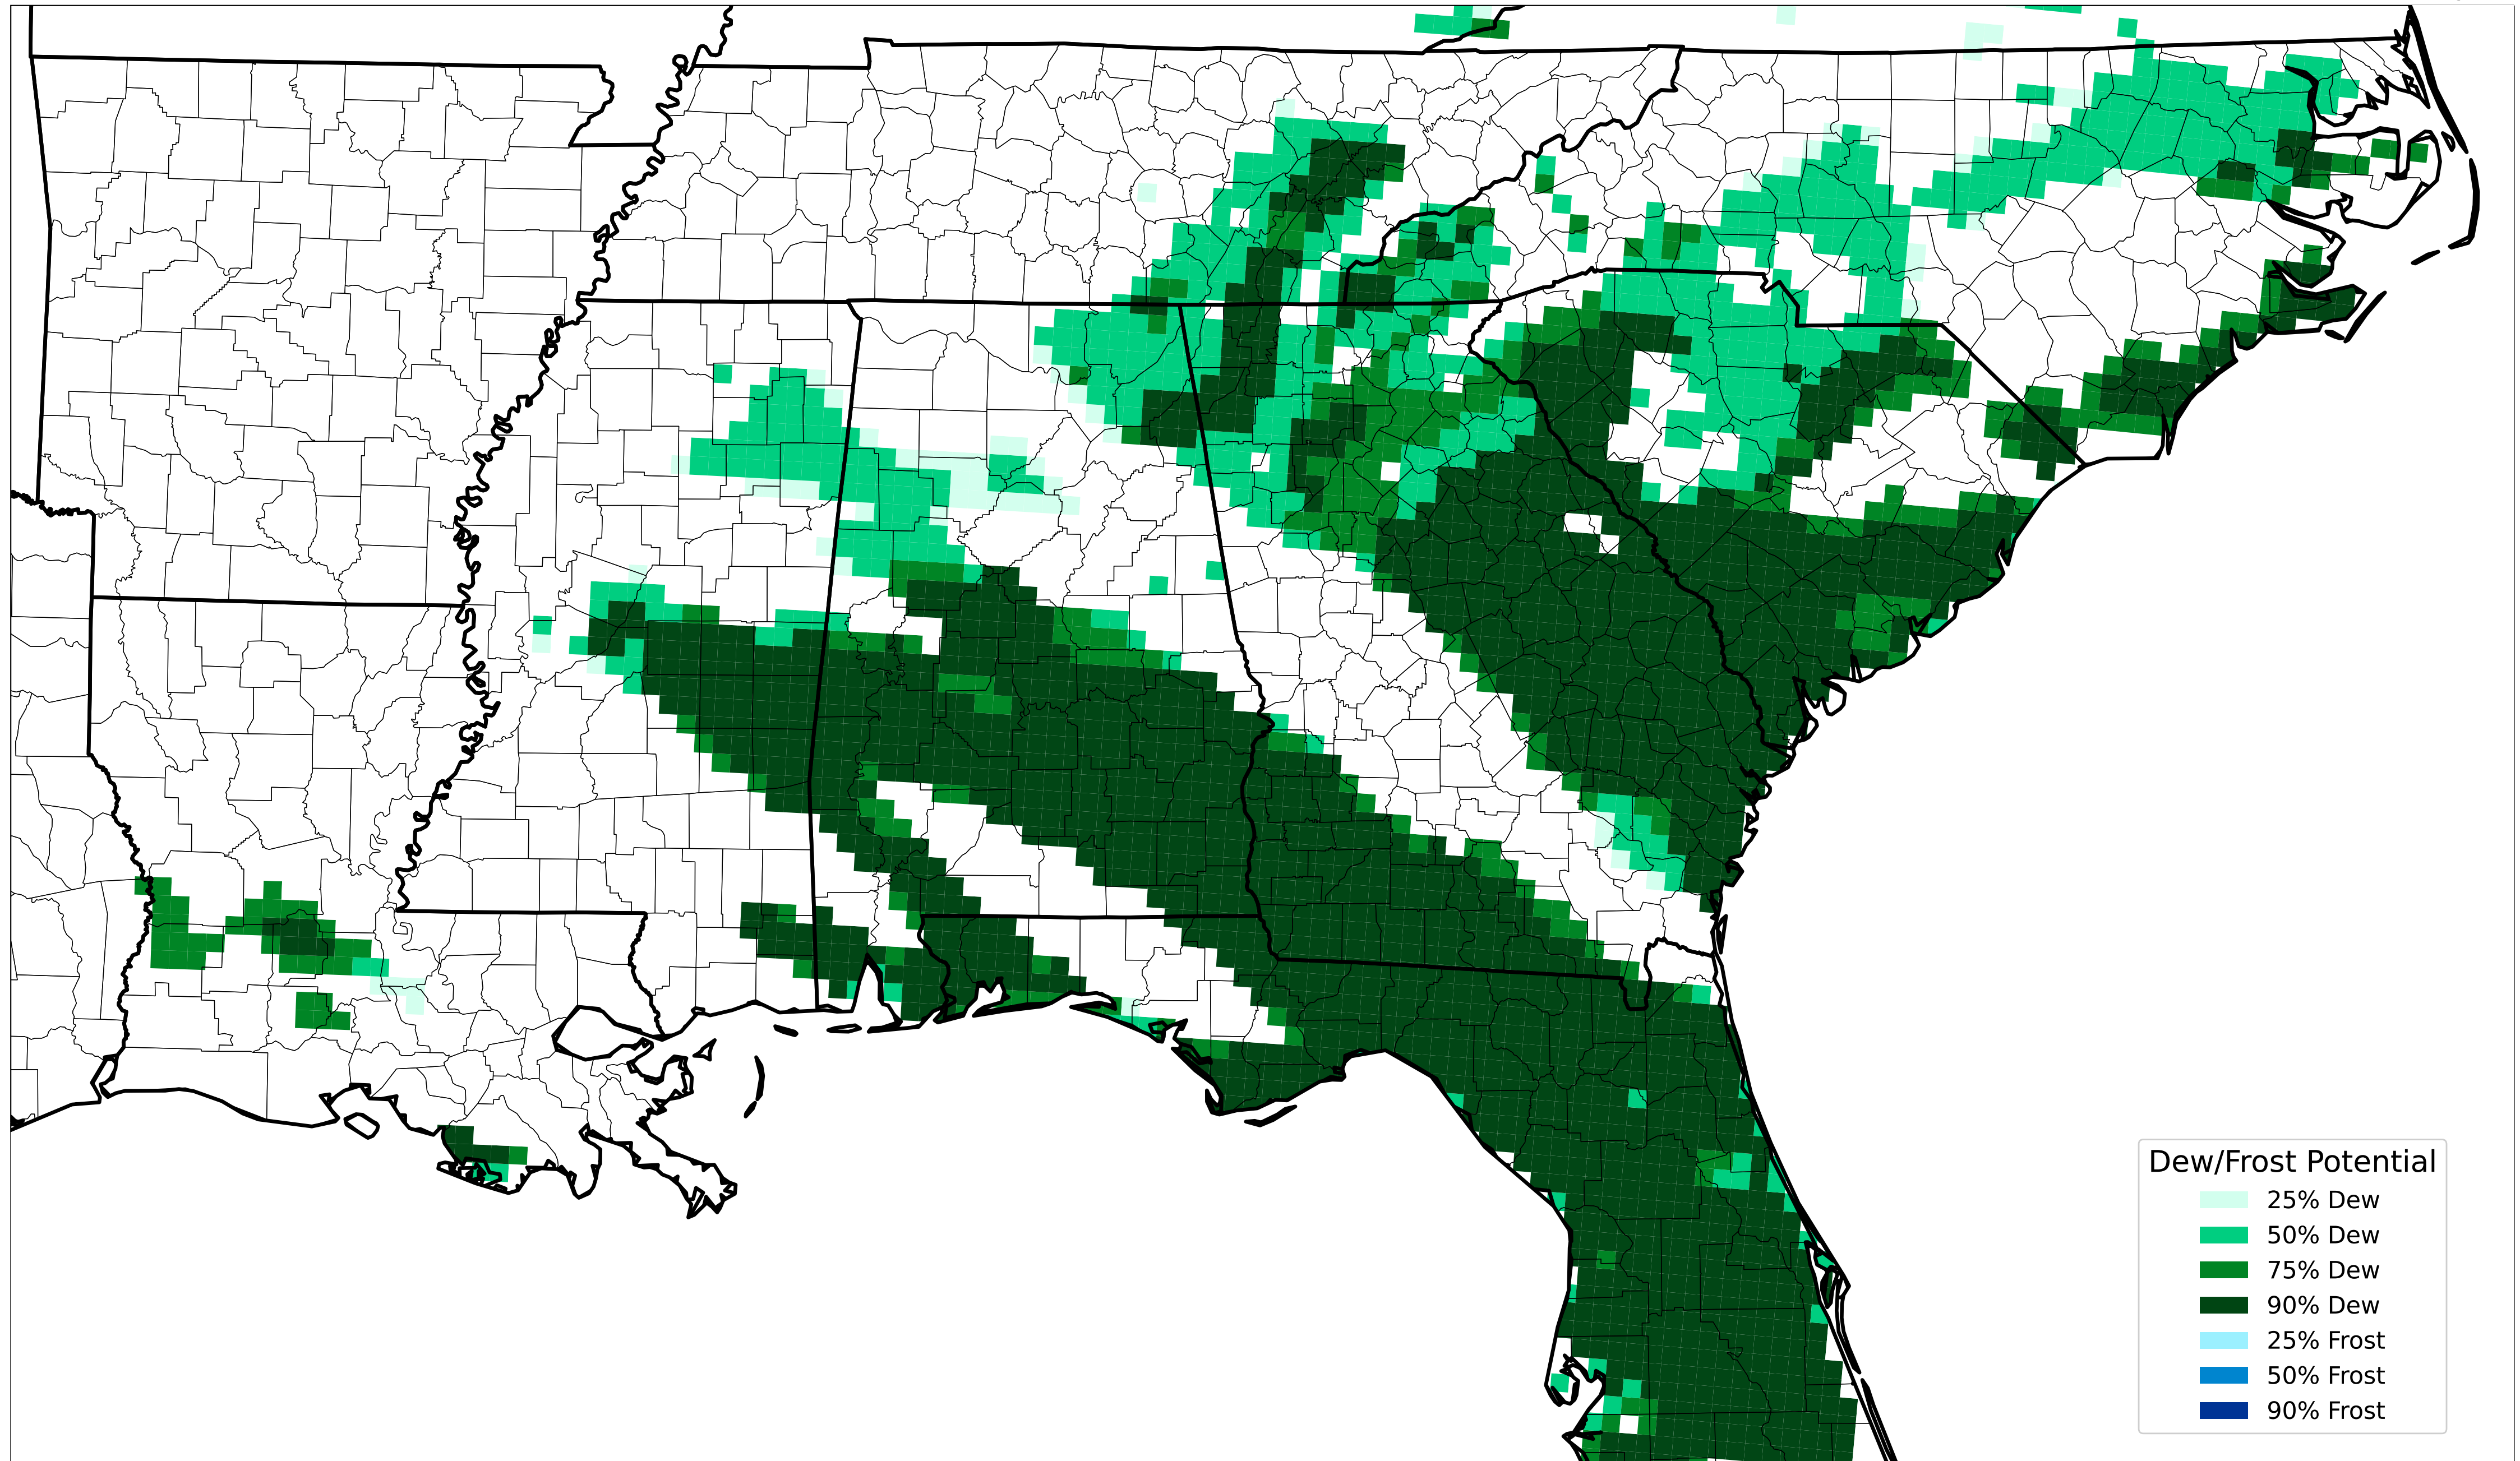 Dew/Frost Potential
25% Dew
50% Dew
75% Dew
90% Dew
25% Frost
50% Frost
90% Frost